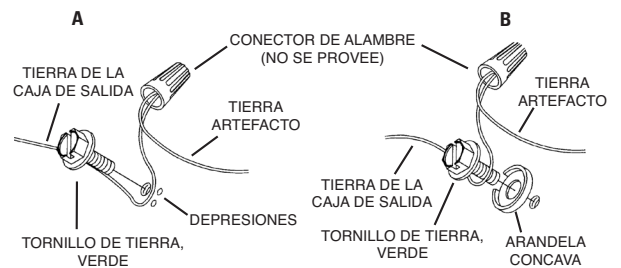 A
B
CONECTOR DE ALAMBRE
(NO SE PROVEE)
TIERRA DE LA
CAJA DE SALIDA
TIERRA
ARTEFACTO
TIERRA
ARTEFACTO
DEPRESIONES
TIERRA DE LA
CAJA DE SALIDA
TORNILLO DE TIERRA,
VERDE
TORNILLO DE TIERRA,
VERDE
ARANDELA
CONCAVA